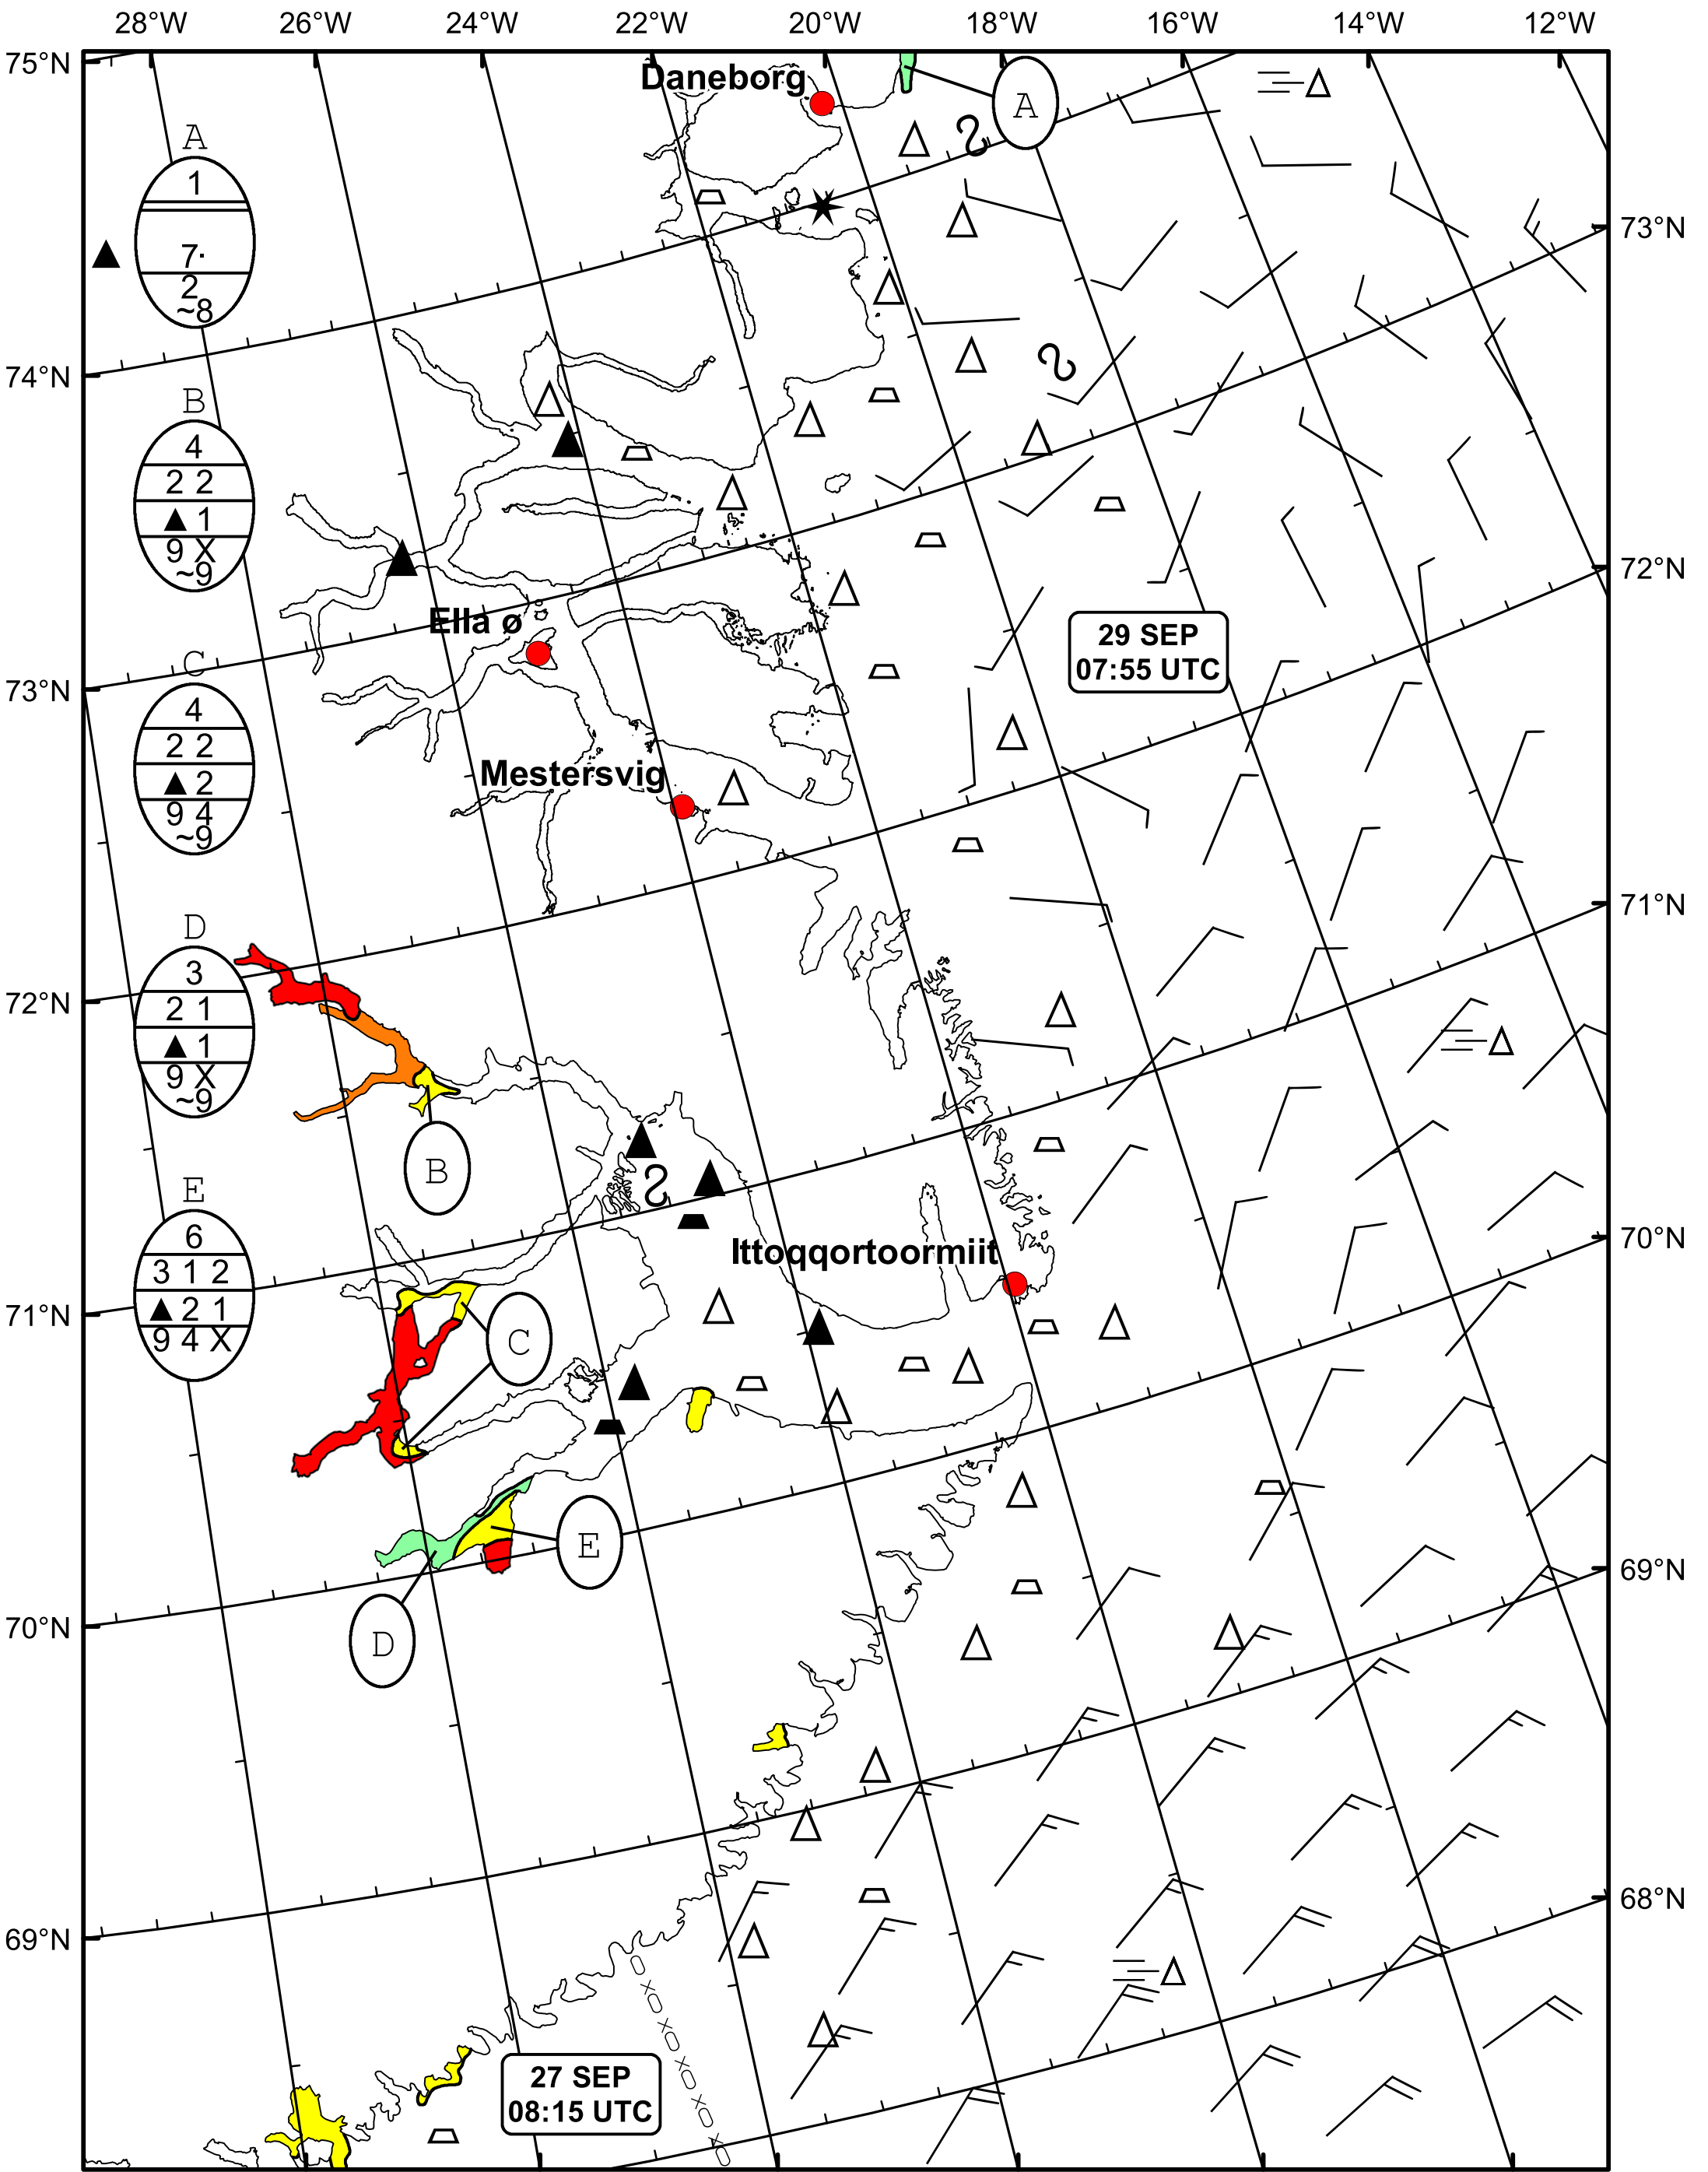 28°W 26°W 24°W 22°W 20°W 18°W 16°W 14°W 12°W
75°N
Daneborg
A
A
1
7·
2
~8
73°N
74°N
B
4
2 2
▲ 1
9 X
~9
72°N
Ella ø
29 SEP
07:55 UTC
73°N
C
4
2 2
▲ 2
9 4
~9
Mestersvig
71°N
D
3
2 1
▲ 1
9 X
~9
72°N
B
E
6
3 1 2
▲ 2 1
9 4 X
70°N
Ittoqqortoormiit
71°N
C
E
69°N
70°N
D
68°N
69°N
27 SEP
08:15 UTC